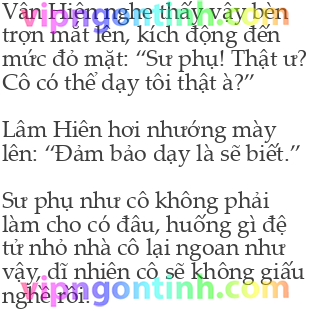 Vân Hiên nghe thấy vậy bèn
trợn mắt lên, kích động đến
mức đỏ mặt: “Sư phụ! Thật ư?
Cô có thể dạy tôi thật à?”
Lâm Hiên hơi nhướng mày
lên: “Đảm bảo dạy là sẽ biết.”
Sư phụ như cô không phải
làm cho có đâu, huống gì đệ
tử nhỏ nhà cô lại ngoan như
vậy, dĩ nhiên cô sẽ không giấu
nghề rồi.
vipngontinh.com
vipngontinh.com